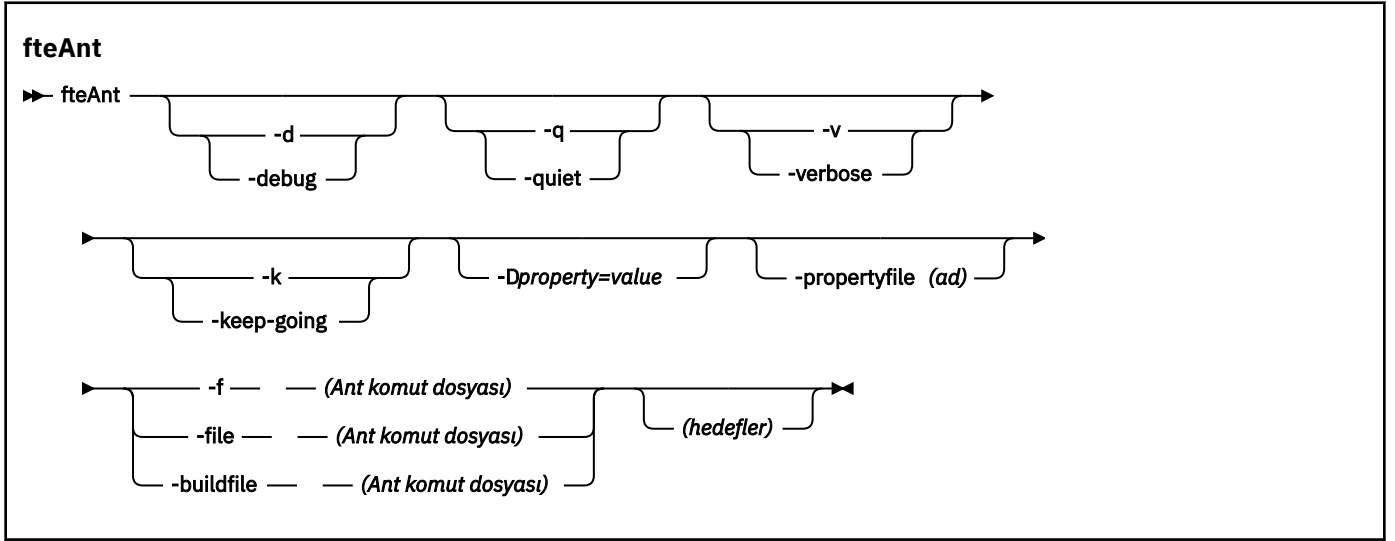 fteAnt
fteAnt
-d
-debug
-q
-quiet
-v
-verbose
-k
-keep-going
-Dproperty=value
-propertyfile (ad)
-f (Ant komut dosyası)
-file (Ant komut dosyası)
-buildfile (Ant komut dosyası)
(hedefler)